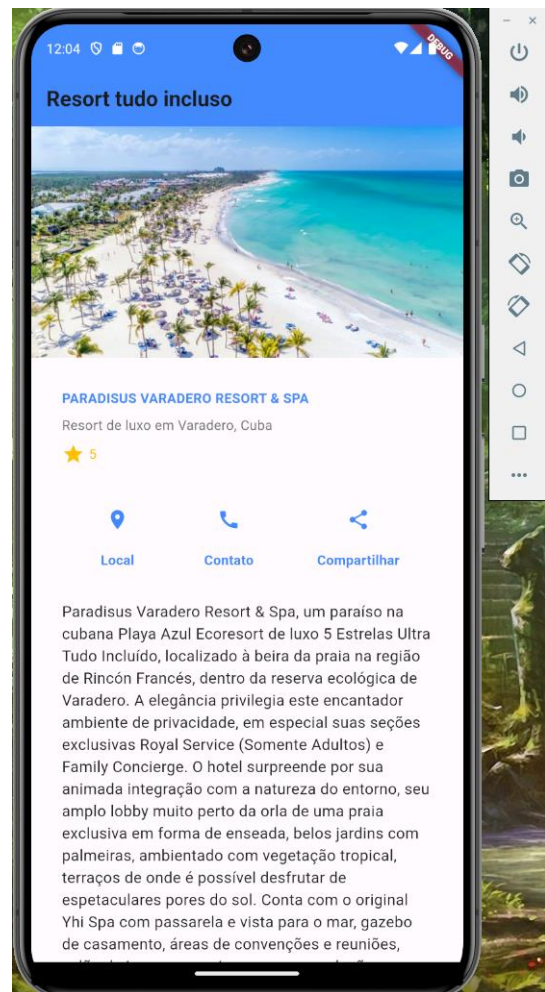 12:04
DEBUG
Resort tudo incluso
PARADISUS VARADERO RESORT & SPA
Resort de luxo em Varadero, Cuba
5
Local Contato Compartilhar
Paradisus Varadero Resort & Spa, um paraíso na
cubana Playa Azul Ecoresort de luxo 5 Estrelas Ultra
Tudo Incluído, localizado à beira da praia na região
de Rincón Francés, dentro da reserva ecológica de
Varadero. A elegância privilegia este encantador
ambiente de privacidade, em especial suas seções
exclusivas Royal Service (Somente Adultos) e
Family Concierge. O hotel surpreende por sua
animada integração com a natureza do entorno, seu
amplo lobby muito perto da orla de uma praia
exclusiva em forma de enseada, belos jardins com
palmeiras, ambientado com vegetação tropical,
terraços de onde é possível desfrutar de
espetaculares pores do sol. Conta com o original
Yhi Spa com passarela e vista para o mar, gazebo
de casamento, áreas de convenções e reuniões,